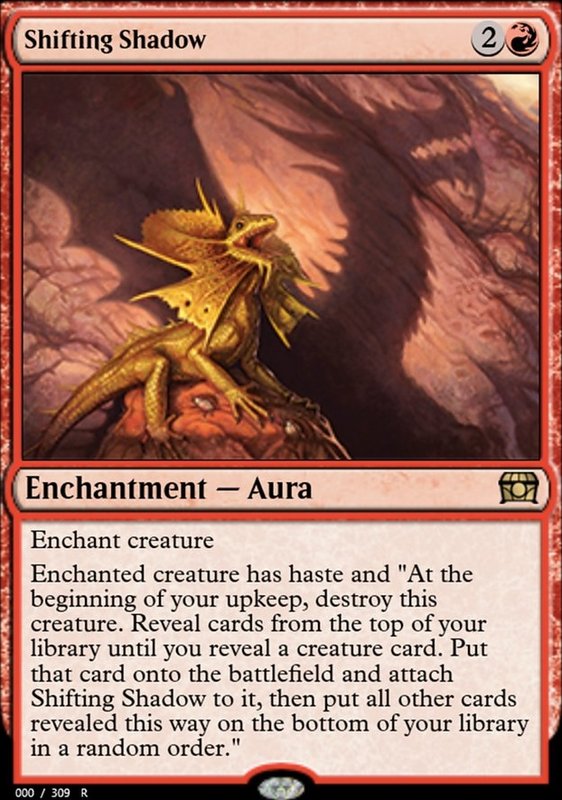 Shifting Shadow
2
Enchantment — Aura
Enchant creature
Enchanted creature has haste and "At the
beginning of your upkeep, destroy this
creature. Reveal cards from the top of your
library until you reveal a creature card. Put
that card onto the battlefield and attach
Shifting Shadow to it, then put all other cards
revealed this way on the bottom of your library
in a random order."
000 / 309 R